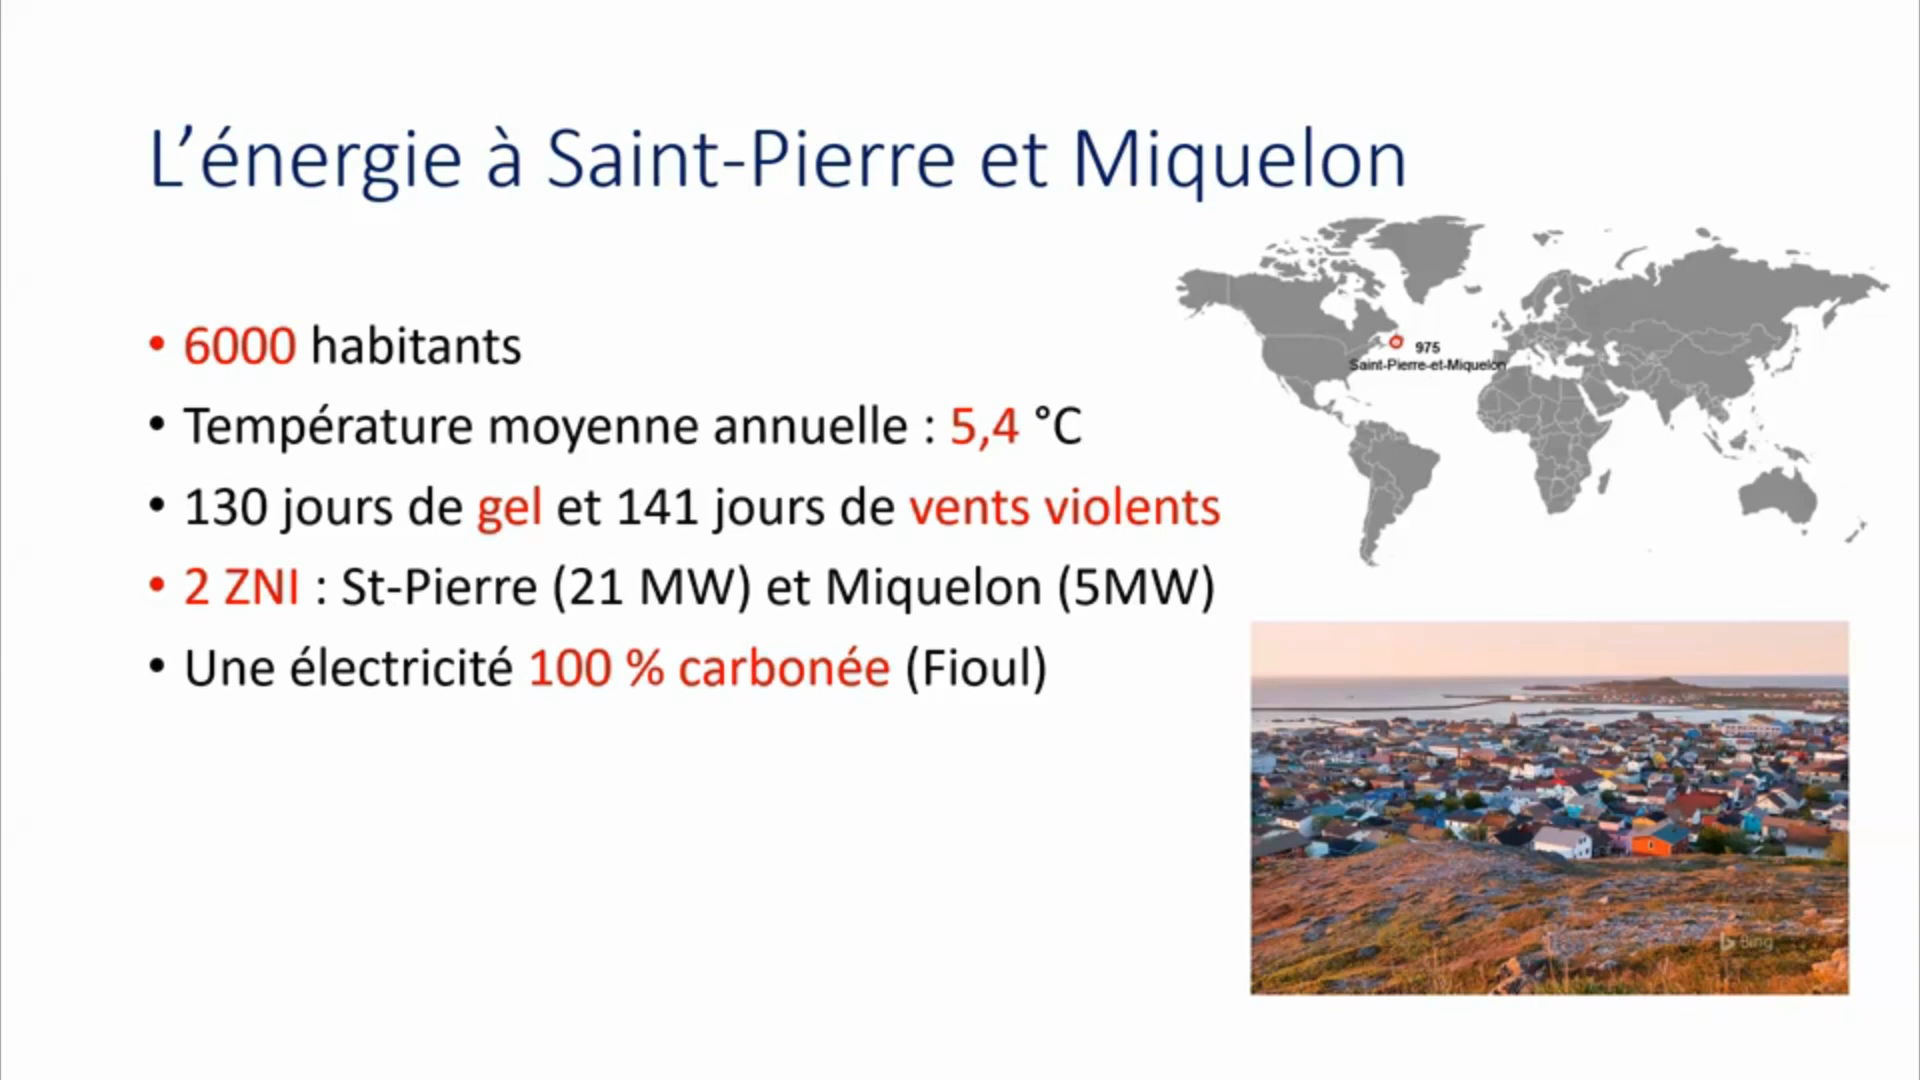 L’énergie à Saint-Pierre et Miquelon
• 6000 habitants
• Température moyenne annuelle : 5,4 °C
• 130 jours de gel et 141 jours de vents violents
• 2 ZNI : St-Pierre (21 MW) et Miquelon (5MW)
• Une électricité 100 % carbonée (Fioul)
975
Saint-Pierre-et-Miquelon
Bing